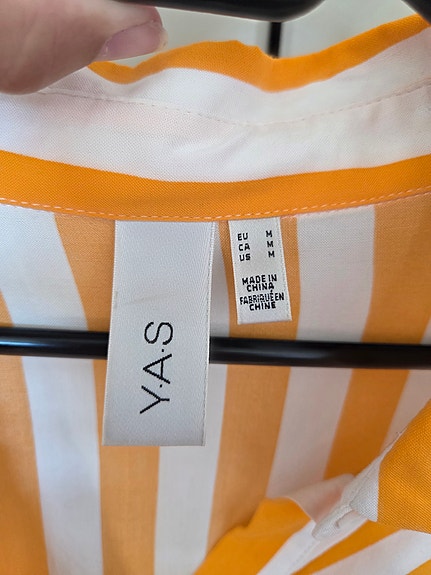 Y.A.S
EU M
CA M
US M
MADE IN
CHINA
FABRIQUÉ EN
CHINE